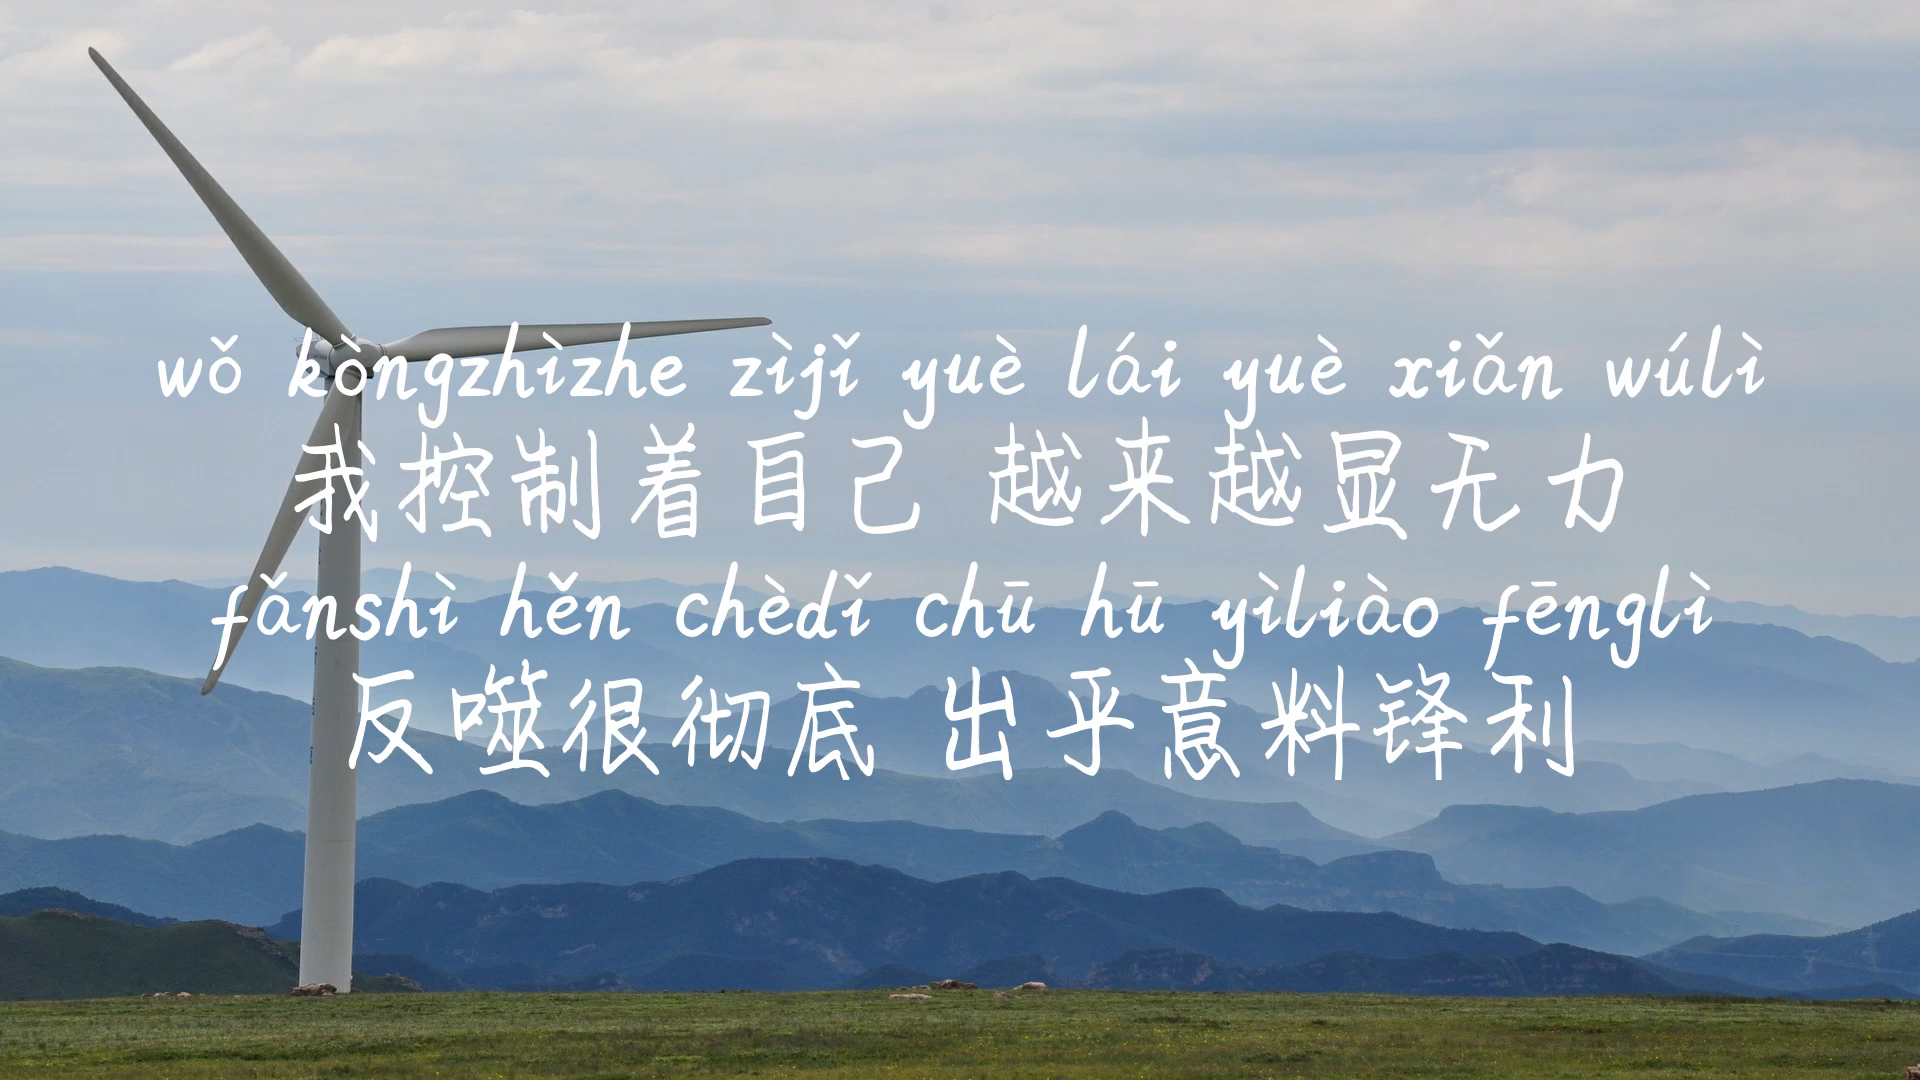 wǒ kòngzhìzhe zìjǐ yuè lái yuè xiǎn wúlì
我控制着自己 越来越显无力
fǎnshì hěn chèdǐ chū hū yìliào fēnglì
反噬很彻底 出乎意料锋利